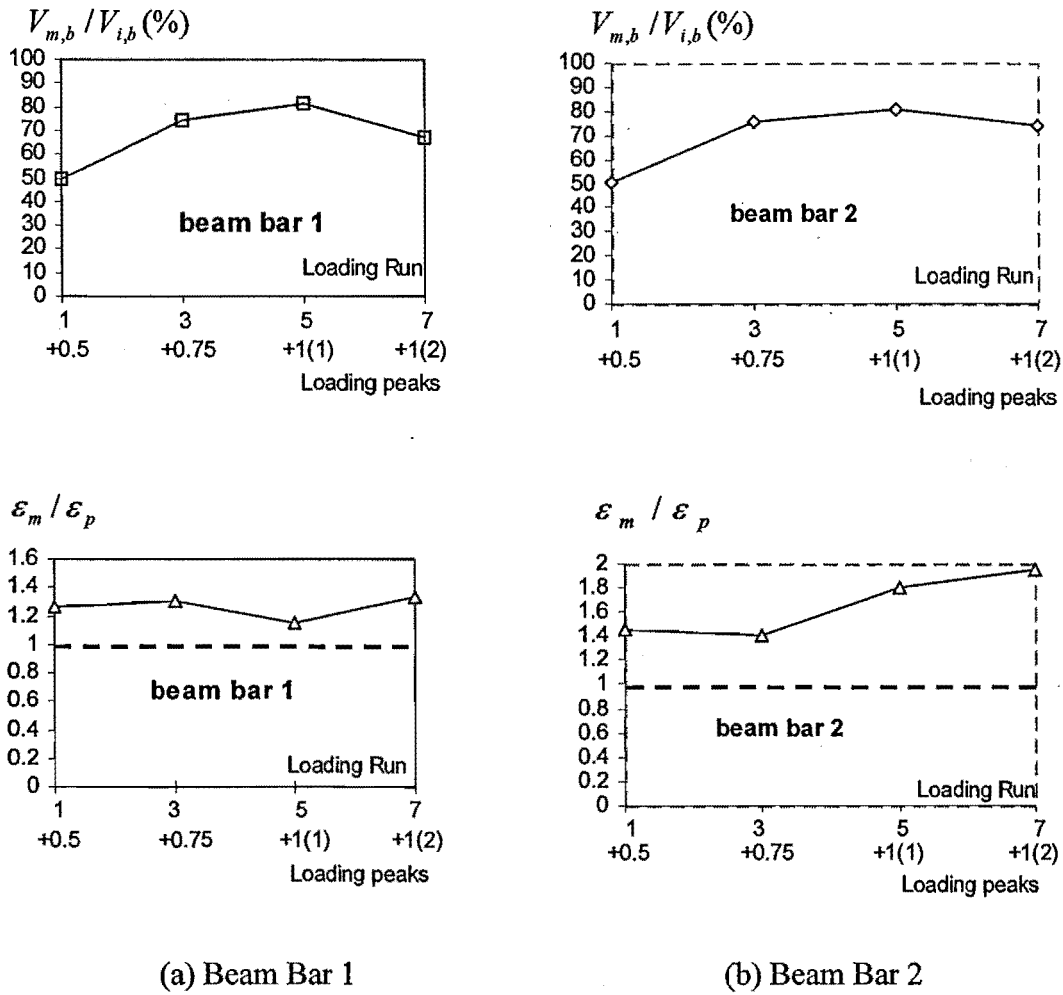 V_{m,b} / V_{i,b} (%)
100
90
80
70
60
50
40
30
20
10
0
beam bar 1
Loading Run
1 3 5 7
+0.5 +0.75 +1(1) +1(2)
Loading peaks
V_{m,b} / V_{i,b} (%)
100
90
80
70
60
50
40
30
20
10
0
beam bar 2
Loading Run
1 3 5 7
+0.5 +0.75 +1(1) +1(2)
Loading peaks
ε_m / ε_p
1.6
1.4
1.2
1
0.8
0.6
0.4
0.2
0
beam bar 1
Loading Run
1 3 5 7
+0.5 +0.75 +1(1) +1(2)
Loading peaks
ε_m / ε_p
2
1.8
1.6
1.4
1.2
1
0.8
0.6
0.4
0.2
0
beam bar 2
Loading Run
1 3 5 7
+0.5 +0.75 +1(1) +1(2)
Loading peaks
(a) Beam Bar 1
(b) Beam Bar 2